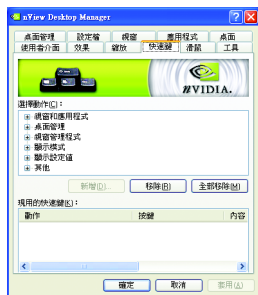 nView Desktop Manager
桌面管理 設定檔 視窗 應用程式 桌面
使用者介面 效果 縮放 快速鍵 滑鼠 工具
NVIDIA.
選擇動作(C):
視窗和應用程式
桌面管理
視窗管理程式
顯示模式
顯示設定值
其他
新增(D)... 移除(R) 全部移除(M)
現用的快速鍵(K):
動作 按鍵 內容
確定 取消 套用(A)